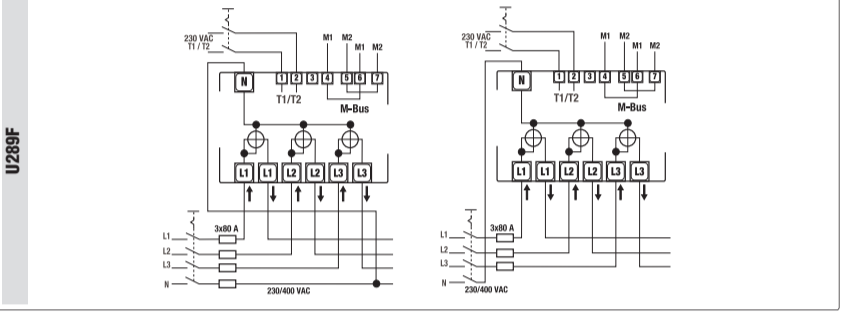 U289F
230 VAC
T1 / T2
M1 M2
M1 M2
N 1 2 3 4 5 6 7
T1/T2
M-Bus
L1 L1 L2 L2 L3 L3
3x80 A
L1
L2
L3
N
230/400 VAC
230 VAC
T1 / T2
M1 M2
M1 M2
N 1 2 3 4 5 6 7
T1/T2
M-Bus
L1 L1 L2 L2 L3 L3
3x80 A
L1
L2
L3
N
230/400 VAC